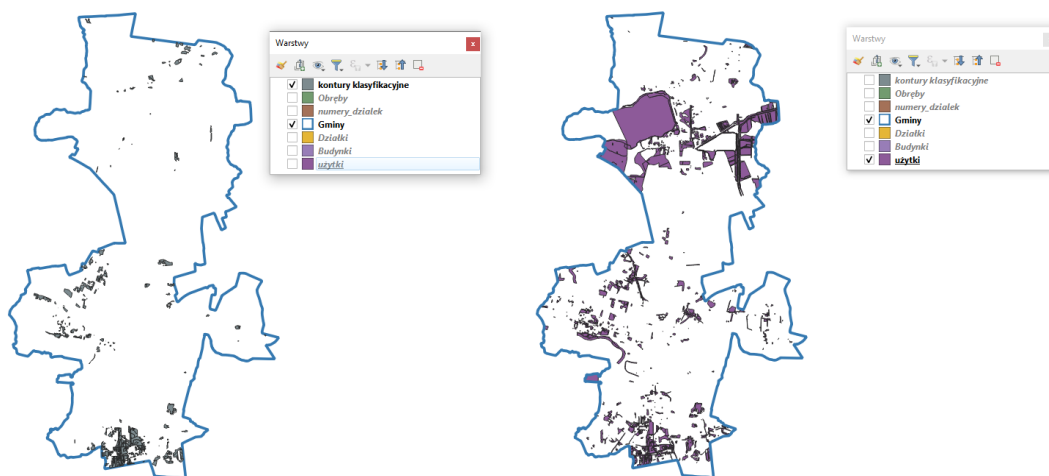 Warstwy
x
kontury klasyfikacyjne
Obręby
numery_dzialek
Gminy
Działki
Budynki
użytki
Warstwy
kontury klasyfikacyjne
Obręby
numery_dzialek
Gminy
Działki
Budynki
użytki